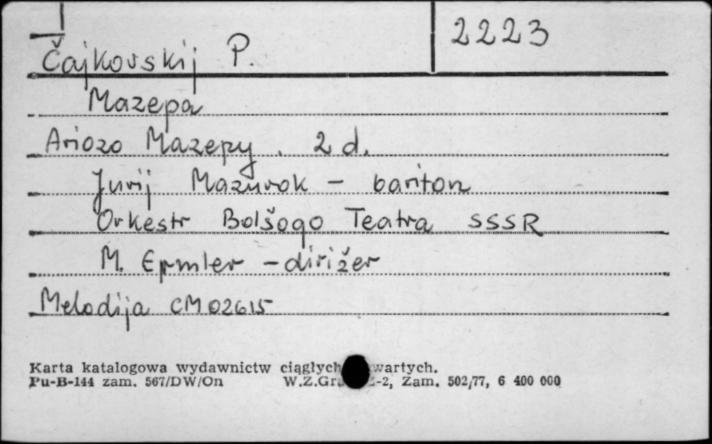 2223
Čajkovskij P.
Mazepa
Ariozo Mazepy. 2 d.
Jurij Mazurok - bariton
Orkestr Bolšogo Teatra SSSR
M. Ermler - dirižer
Melodija CM 02615
Karta katalogowa wydawnictw ciągłych wartych.
Pu-B-144 zam. 567/DW/On W.Z.Gr -2, Zam. 502/77, 6 400 000